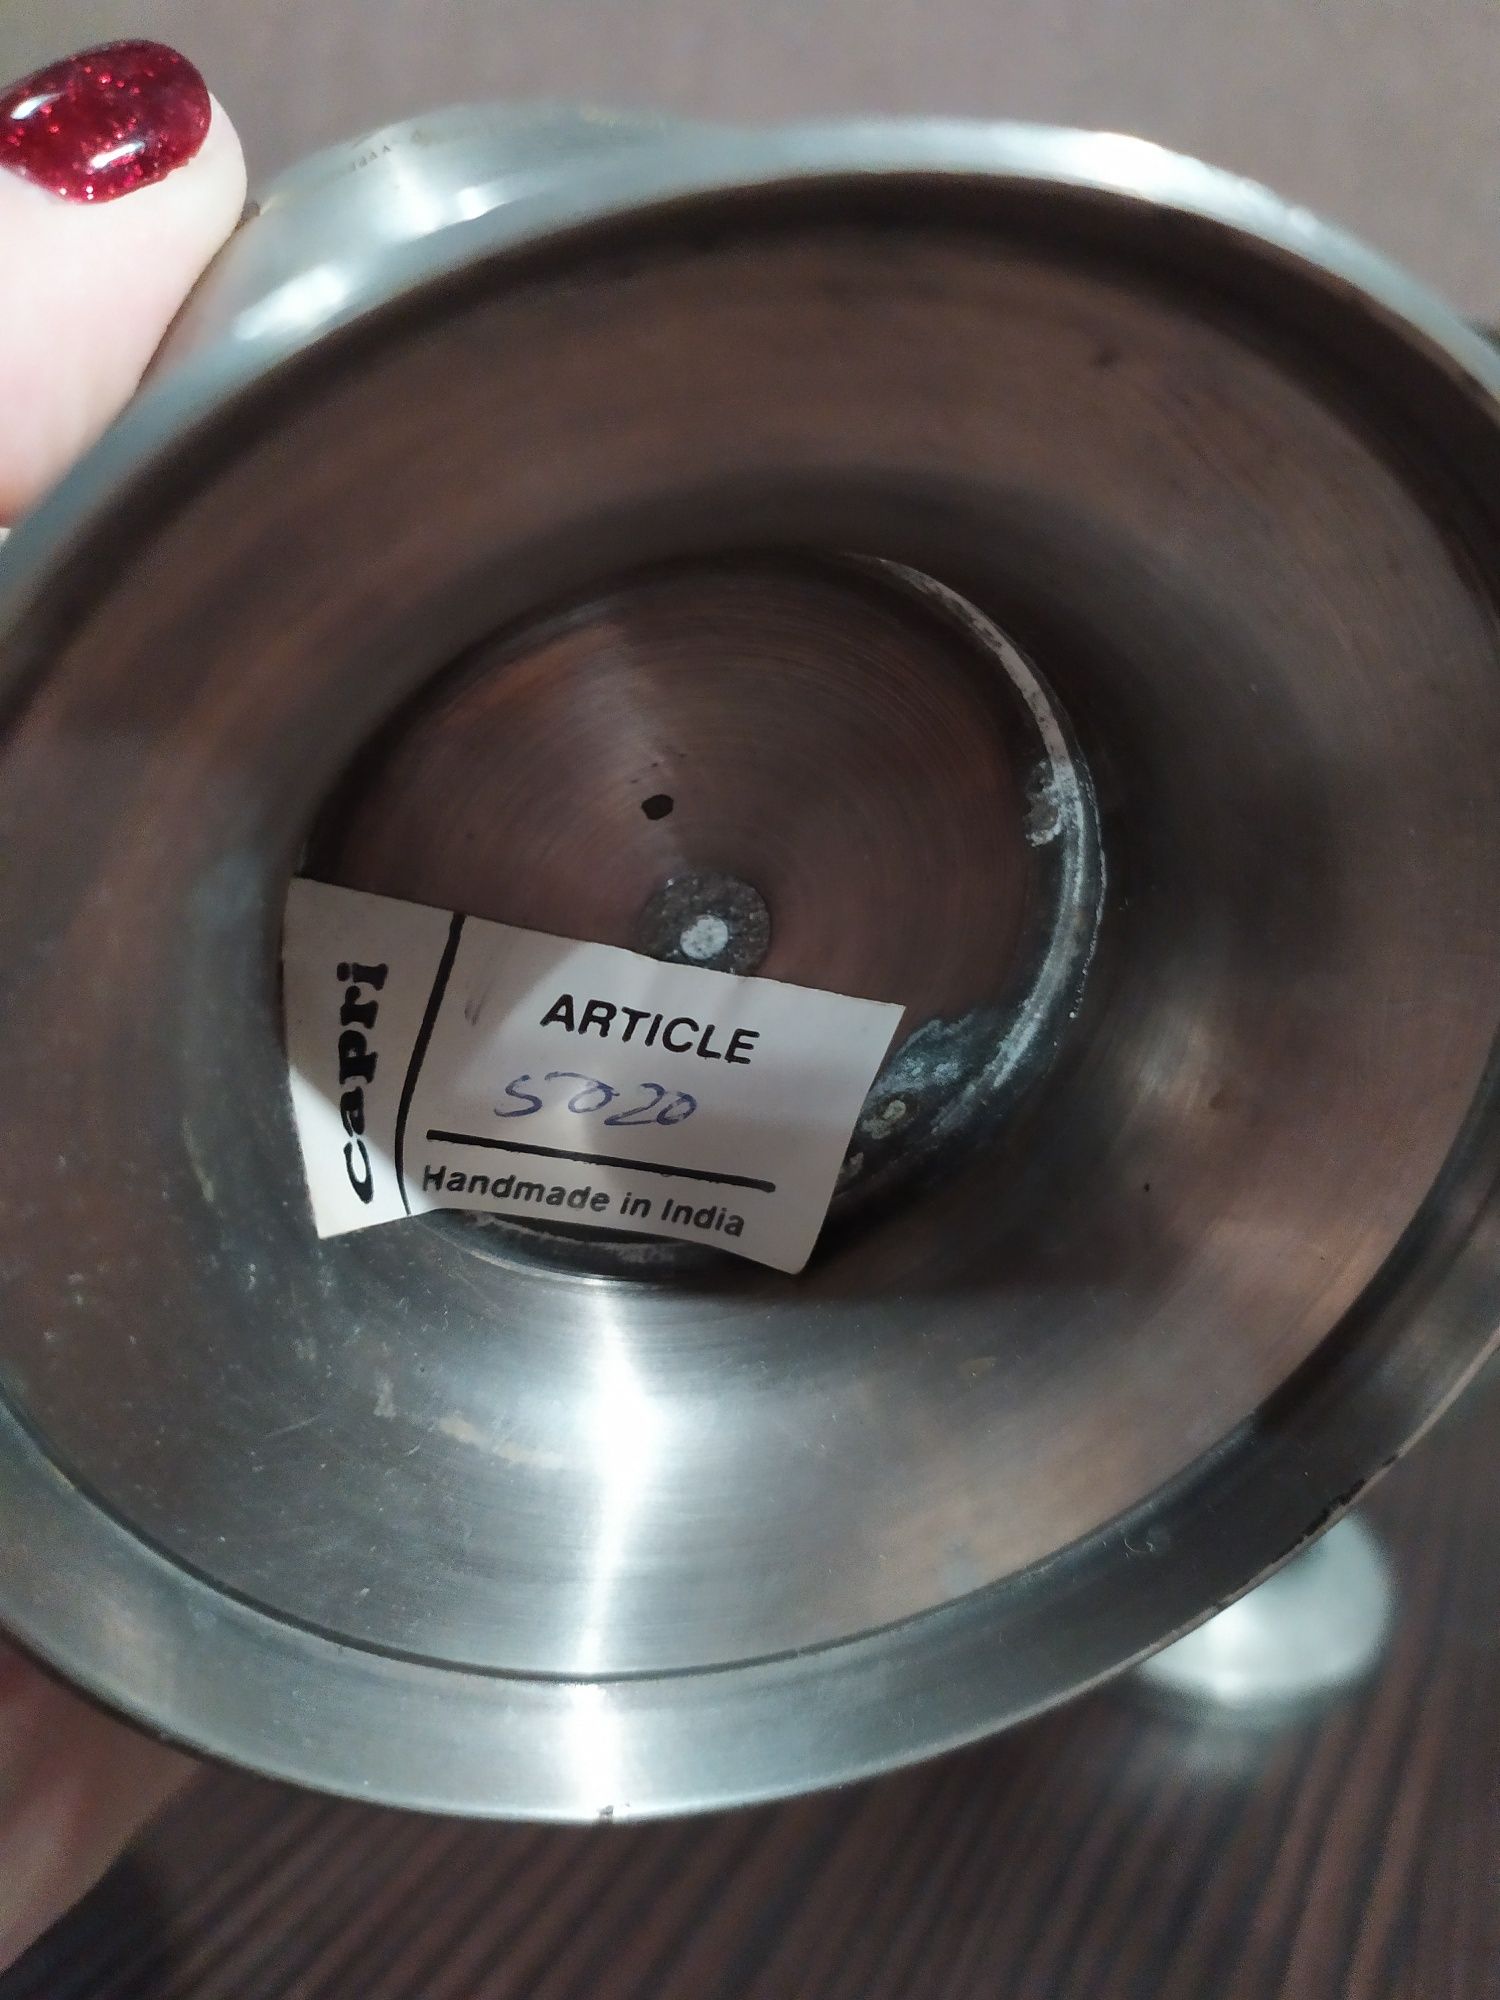 capri
ARTICLE
5020
Handmade in India